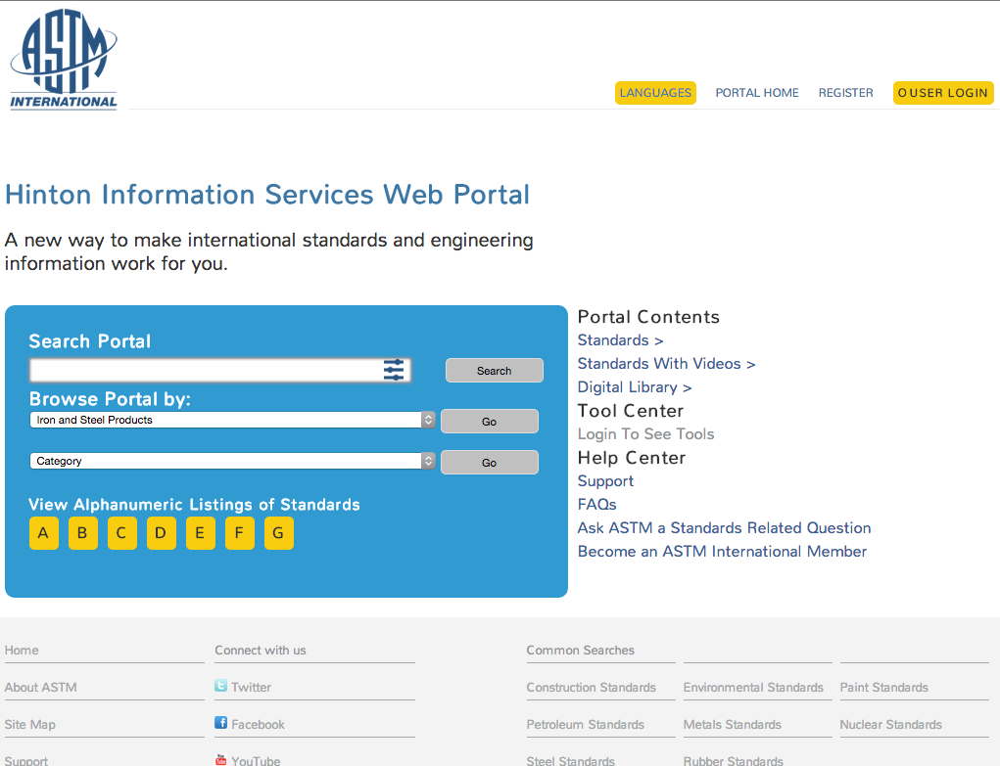 ASTM
INTERNATIONAL
LANGUAGES PORTAL HOME REGISTER OUSER LOGIN
Hinton Information Services Web Portal
A new way to make international standards and engineering
information work for you.
Search Portal
Search
Browse Portal by:
Iron and Steel Products
Go
Category
Go
View Alphanumeric Listings of Standards
A B C D E F G
Portal Contents
Standards >
Standards With Videos >
Digital Library >
Tool Center
Login To See Tools
Help Center
Support
FAQs
Ask ASTM a Standards Related Question
Become an ASTM International Member
Home
About ASTM
Site Map
Support
Connect with us
Twitter
Facebook
YouTube
Common Searches
Construction Standards Environmental Standards Paint Standards
Petroleum Standards Metals Standards Nuclear Standards
Steel Standards Rubber Standards